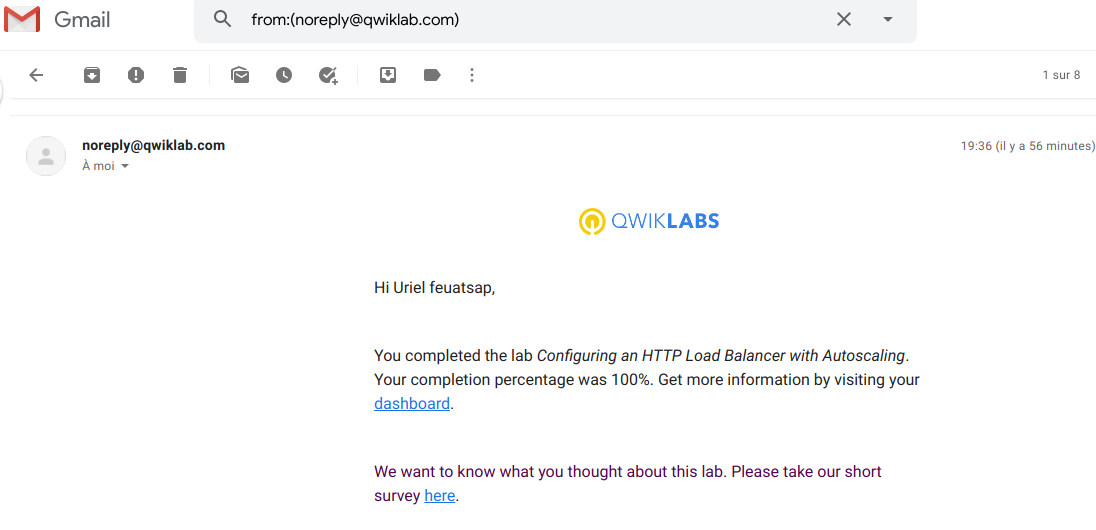 Gmail
from:(noreply@qwiklab.com)
1 sur 8
noreply@qwiklab.com
19:36 (il y a 56 minutes)
À moi
QWIKLABS
Hi Uriel feuatsap,
You completed the lab Configuring an HTTP Load Balancer with Autoscaling.
Your completion percentage was 100%. Get more information by visiting your
dashboard.
We want to know what you thought about this lab. Please take our short
survey here.